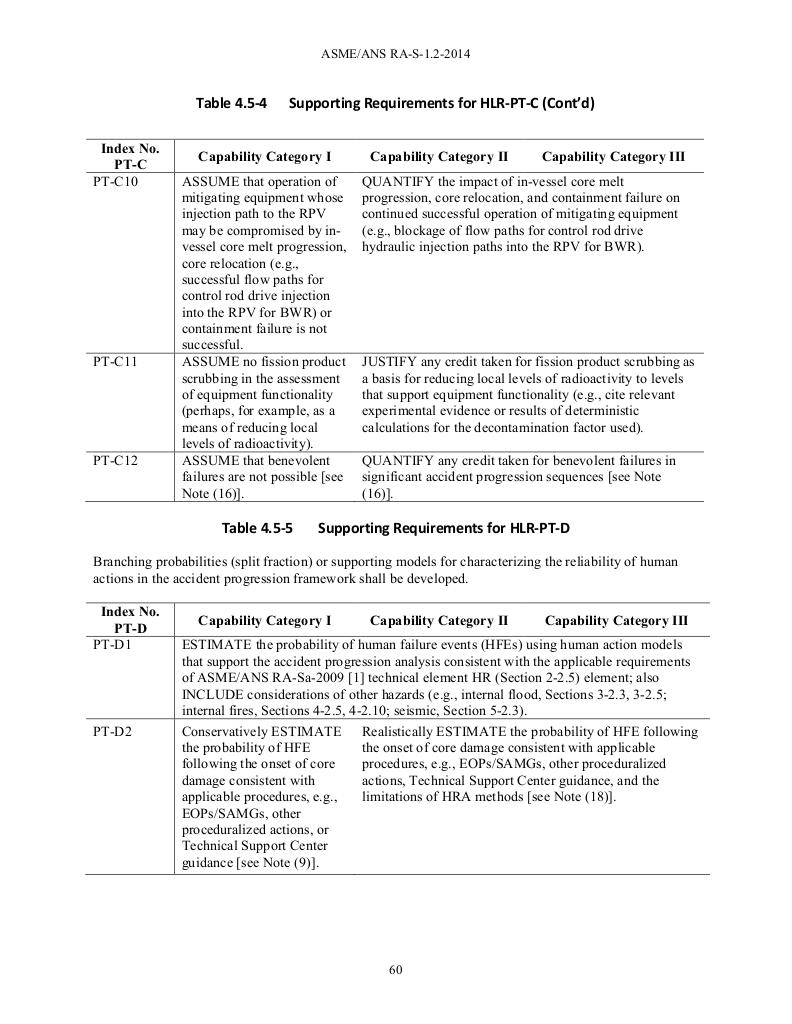 ASME/ANS RA-S-1.2-2014
Table 4.5-4 Supporting Requirements for HLR-PT-C (Cont’d)
Index No.
PT-C
Capability Category I
Capability Category II
Capability Category III
PT-C10
ASSUME that operation of
mitigating equipment whose
injection path to the RPV
may be compromised by in-
vessel core melt progression,
core relocation (e.g.,
successful flow paths for
control rod drive injection
into the RPV for BWR) or
containment failure is not
successful.
QUANTIFY the impact of in-vessel core melt
progression, core relocation, and containment failure on
continued successful operation of mitigating equipment
(e.g., blockage of flow paths for control rod drive
hydraulic injection paths into the RPV for BWR).
PT-C11
ASSUME no fission product
scrubbing in the assessment
of equipment functionality
(perhaps, for example, as a
means of reducing local
levels of radioactivity).
JUSTIFY any credit taken for fission product scrubbing as
a basis for reducing local levels of radioactivity to levels
that support equipment functionality (e.g., cite relevant
experimental evidence or results of deterministic
calculations for the decontamination factor used).
PT-C12
ASSUME that benevolent
failures are not possible [see
Note (16)].
QUANTIFY any credit taken for benevolent failures in
significant accident progression sequences [see Note
(16)].
Table 4.5-5 Supporting Requirements for HLR-PT-D
Branching probabilities (split fraction) or supporting models for characterizing the reliability of human
actions in the accident progression framework shall be developed.
Index No.
PT-D
Capability Category I
Capability Category II
Capability Category III
PT-D1
ESTIMATE the probability of human failure events (HFEs) using human action models
that support the accident progression analysis consistent with the applicable requirements
of ASME/ANS RA-Sa-2009 [1] technical element HR (Section 2-2.5) element; also
INCLUDE considerations of other hazards (e.g., internal flood, Sections 3-2.3, 3-2.5;
internal fires, Sections 4-2.5, 4-2.10; seismic, Section 5-2.3).
PT-D2
Conservatively ESTIMATE
the probability of HFE
following the onset of core
damage consistent with
applicable procedures, e.g.,
EOPs/SAMGs, other
proceduralized actions, or
Technical Support Center
guidance [see Note (9)].
Realistically ESTIMATE the probability of HFE following
the onset of core damage consistent with applicable
procedures, e.g., EOPs/SAMGs, other proceduralized
actions, Technical Support Center guidance, and the
limitations of HRA methods [see Note (18)].
60